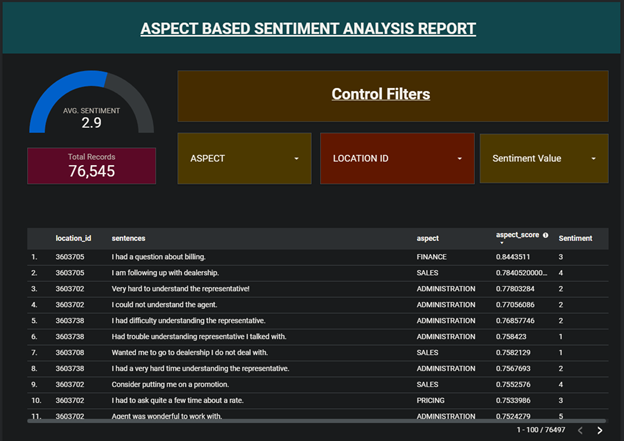 ASPECT BASED SENTIMENT ANALYSIS REPORT
AVG. SENTIMENT
2.9
Total Records
76,545
Control Filters
ASPECT
LOCATION ID
Sentiment Value
location_id sentences aspect aspect_score Sentiment
1. 3603705 I had a question about billing. FINANCE 0.8443511 3
2. 3603705 I am following up with dealership. SALES 0.7840520000... 4
3. 3603702 Very hard to understand the representative! ADMINISTRATION 0.77803284 2
4. 3603702 I could not understand the agent. ADMINISTRATION 0.77056086 2
5. 3603738 I had difficulty understanding the representative. ADMINISTRATION 0.76857746 2
6. 3603738 Had trouble understanding representative I talked with. ADMINISTRATION 0.758423 1
7. 3603708 Wanted me to go to dealership I do not deal with. SALES 0.7582129 1
8. 3603738 I had a very hard time understanding the representative. ADMINISTRATION 0.7567693 2
9. 3603702 Consider putting me on a promotion. SALES 0.7552576 4
10. 3603702 I had to ask quite a few time about a rate. PRICING 0.7533986 3
11. 3603702 Agent was wonderful to work with. ADMINISTRATION 0.7524279 5
1 - 100 / 76497